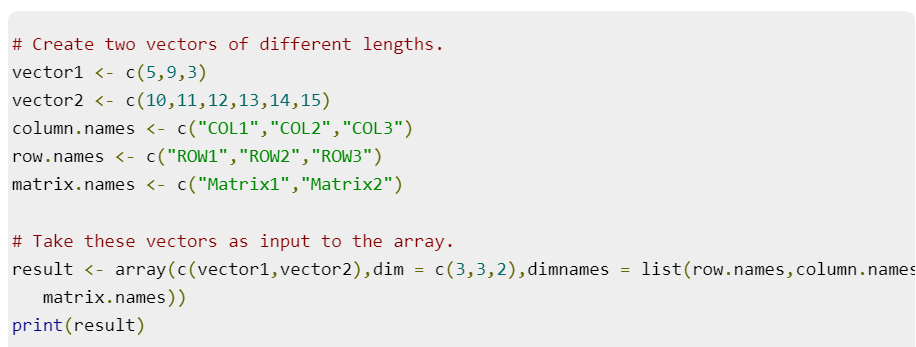 # Create two vectors of different lengths.
vector1 <- c(5,9,3)
vector2 <- c(10,11,12,13,14,15)
column.names <- c("COL1","COL2","COL3")
row.names <- c("ROW1","ROW2","ROW3")
matrix.names <- c("Matrix1","Matrix2")
# Take these vectors as input to the array.
result <- array(c(vector1,vector2),dim = c(3,3,2),dimnames = list(row.names,column.names
matrix.names))
print(result)